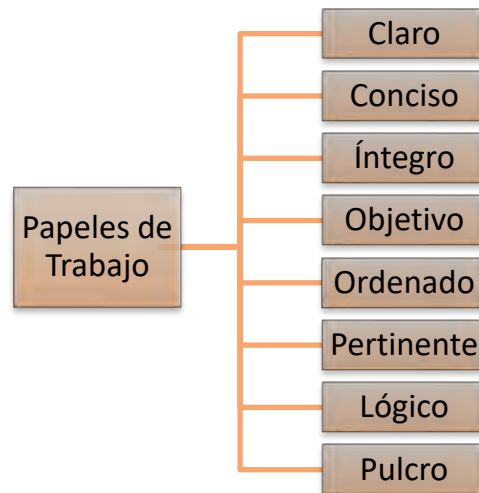 Papeles de
Trabajo
Claro
Conciso
Íntegro
Objetivo
Ordenado
Pertinente
Lógico
Pulcro